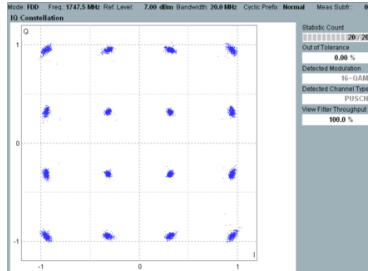 Mode: FDD Freq.: 1747.5 MHz Ref. Level: 7.00 dBm Bandwidth: 20.0 MHz Cyclic Prefix: Normal Meas Subfr.: 0
IQ Constellation
Statistic Count
20 / 20
Out of Tolerance
0.00 %
Detected Modulation
16-QAM
Detected Channel Type
PUSCH
View Filter Throughput
100.0 %
Q
1
0
-1
I
-1 0 1